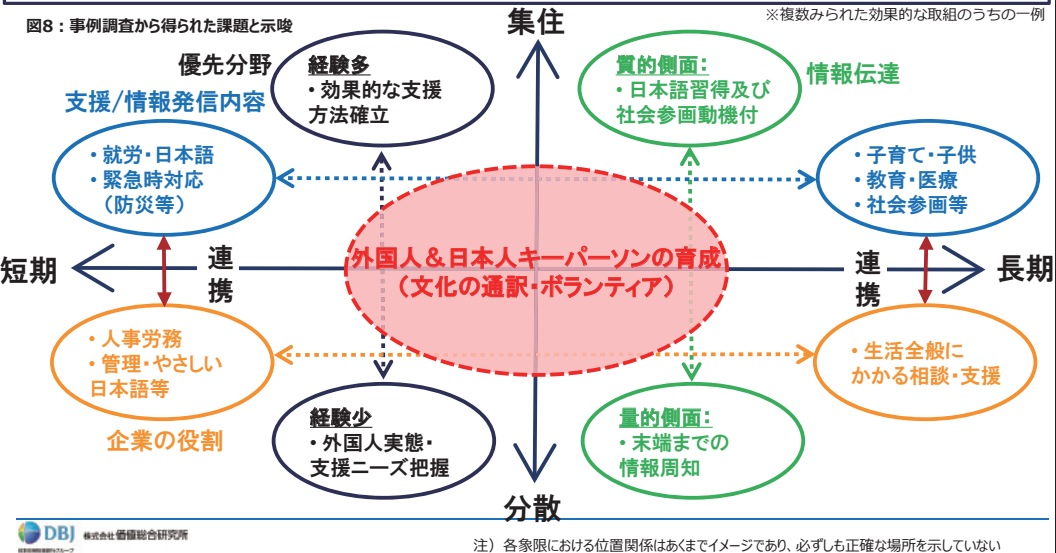 ※複数みられた効果的な取組のうちの一例
図8：事例調査から得られた課題と示唆
集住
優先分野
経験多
・効果的な支援
方法確立
質的側面：
・日本語習得及び
社会参画動機付
情報伝達
支援/情報発信内容
・就労・日本語
・緊急時対応
（防災等）
・子育て・子供
・教育・医療
・社会参画等
短期
連
携
外国人＆日本人キーパーソンの育成
（文化の通訳・ボランティア）
連
携
長期
・人事労務
・管理・やさしい
日本語等
・生活全般に
かかる相談・支援
企業の役割
経験少
・外国人実態・
支援ニーズ把握
量的側面：
・末端までの
情報周知
分散
DBJ 株式会社価値総合研究所
注）各象限における位置関係はあくまでイメージであり、必ずしも正確な場所を示していない